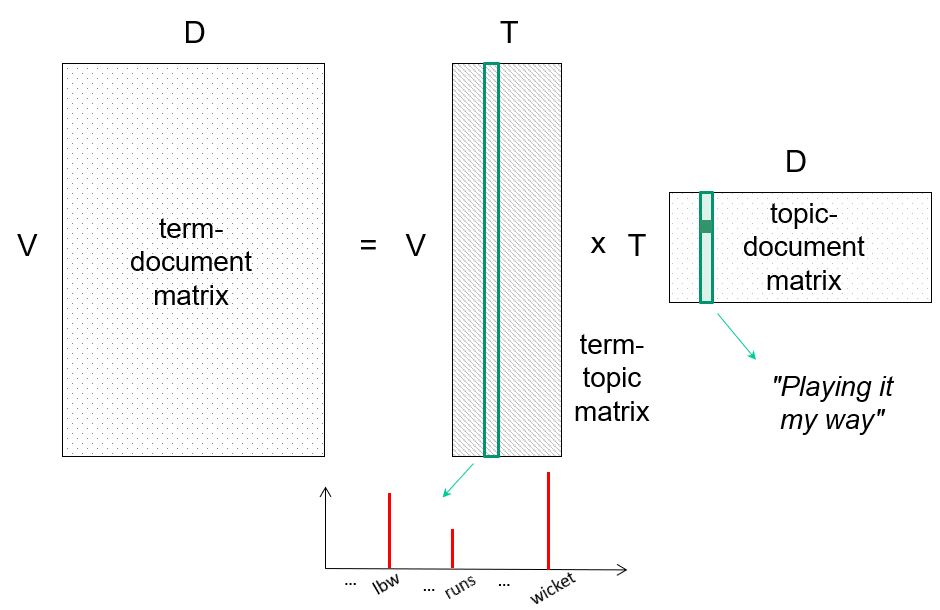 D
T
D
V
term-
document
matrix
=
V
x
T
topic-
document
matrix
term-
topic
matrix
"Playing it
my way"
... lbw ... runs ... wicket